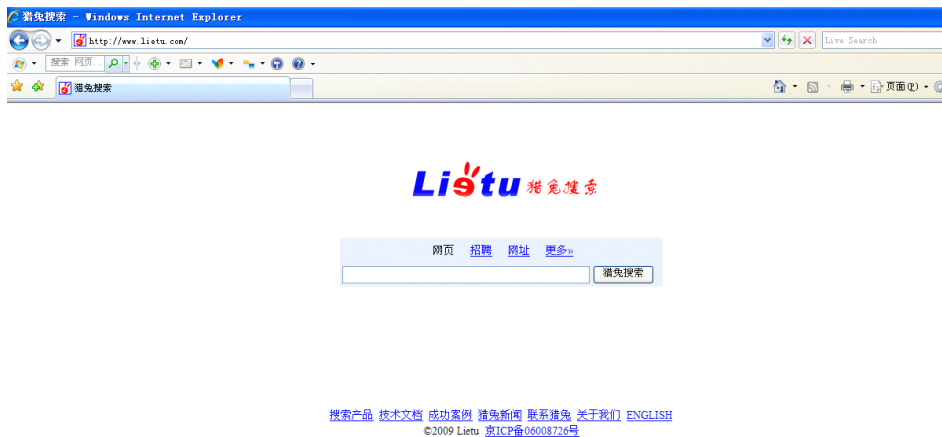 猎兔搜索 - Windows Internet Explorer
http://www.lietu.com/
Live Search
搜索 网页...
猎兔搜索
页面(P)
Lietu 猎兔搜索
网页 招聘 网址 更多»
猎兔搜索
搜索产品 技术文档 成功案例 猎兔新闻 联系猎兔 关于我们 ENGLISH
©2009 Lietu 京ICP备06008726号